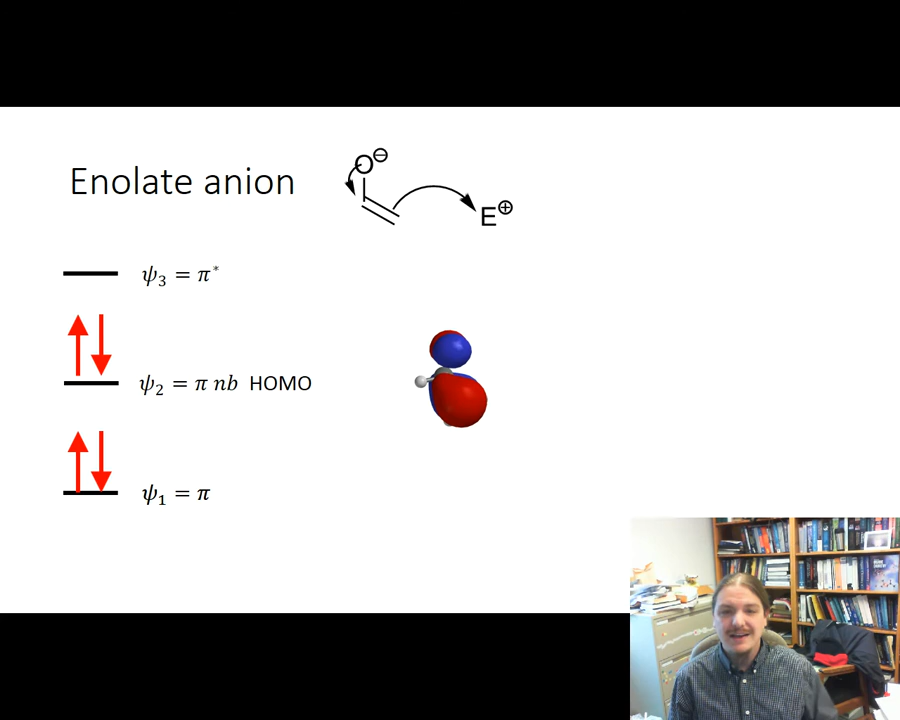 Enolate anion
O⊖
E⊕
ψ₃ = π*
ψ₂ = π nb HOMO
ψ₁ = π